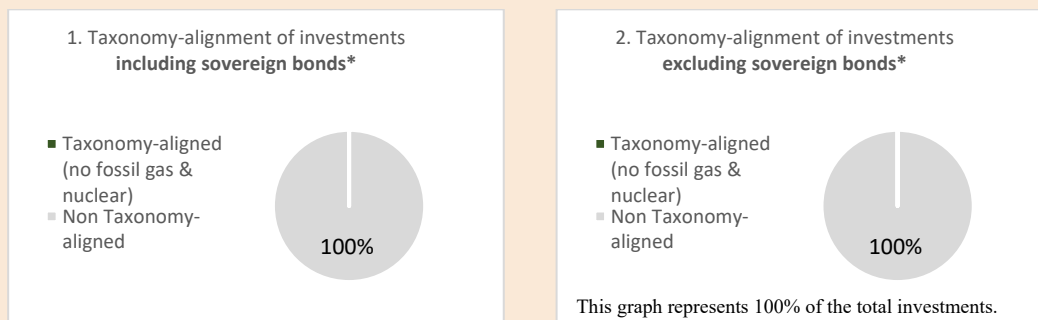 1. Taxonomy-alignment of investments
including sovereign bonds*
Taxonomy-aligned
(no fossil gas &
nuclear)
Non Taxonomy-
aligned
100%
2. Taxonomy-alignment of investments
excluding sovereign bonds*
Taxonomy-aligned
(no fossil gas &
nuclear)
Non Taxonomy-
aligned
100%
This graph represents 100% of the total investments.